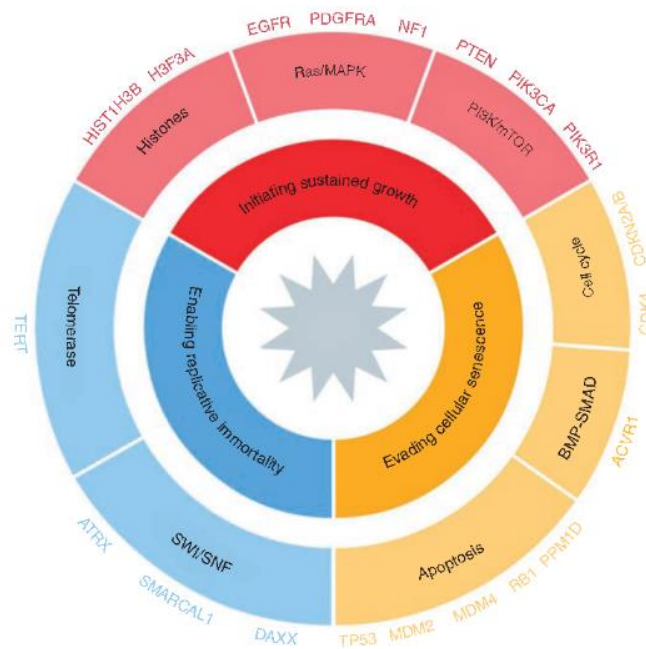 EGFR
PDGFRA
NF1
PTEN
PIK3CA
PIK3R1
HIST1H3B
H3F3A
Histones
Ras/MAPK
PI3K/mTOR
Initiating sustained growth
CDKN2A/B
Cell cycle
BMP-SMAD
ACVR1
Evading cellular senescence
Enabling replicative immortality
Telomerase
TERT
SWI/SNF
ATRX
SMARCAL1
DAXX
Apoptosis
TP53
MDM2
MDM4
RB1
PPM1D